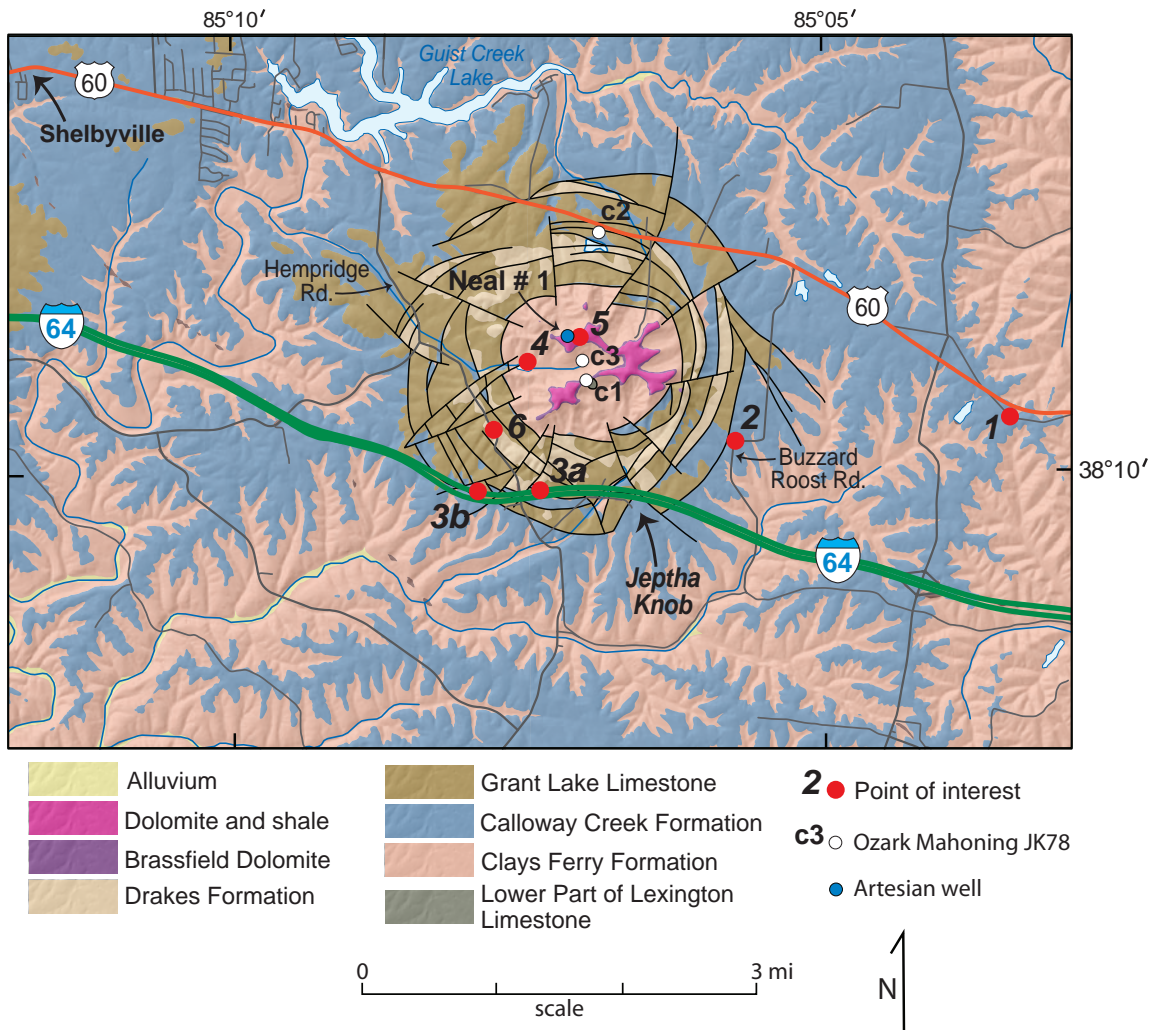 85°10′
85°05′
Guist Creek
Lake
60
Shelbyville
c2
Hempridge
Rd.
Neal # 1
60
64
5
4
c3
c1
2
1
6
Buzzard
Roost Rd.
38°10′
3a
3b
64
Jeptha
Knob
Alluvium
Dolomite and shale
Brassfield Dolomite
Drakes Formation
Grant Lake Limestone
Calloway Creek Formation
Clays Ferry Formation
Lower Part of Lexington
Limestone
2 Point of interest
c3 Ozark Mahoning JK78
Artesian well
0 3 mi
scale
N